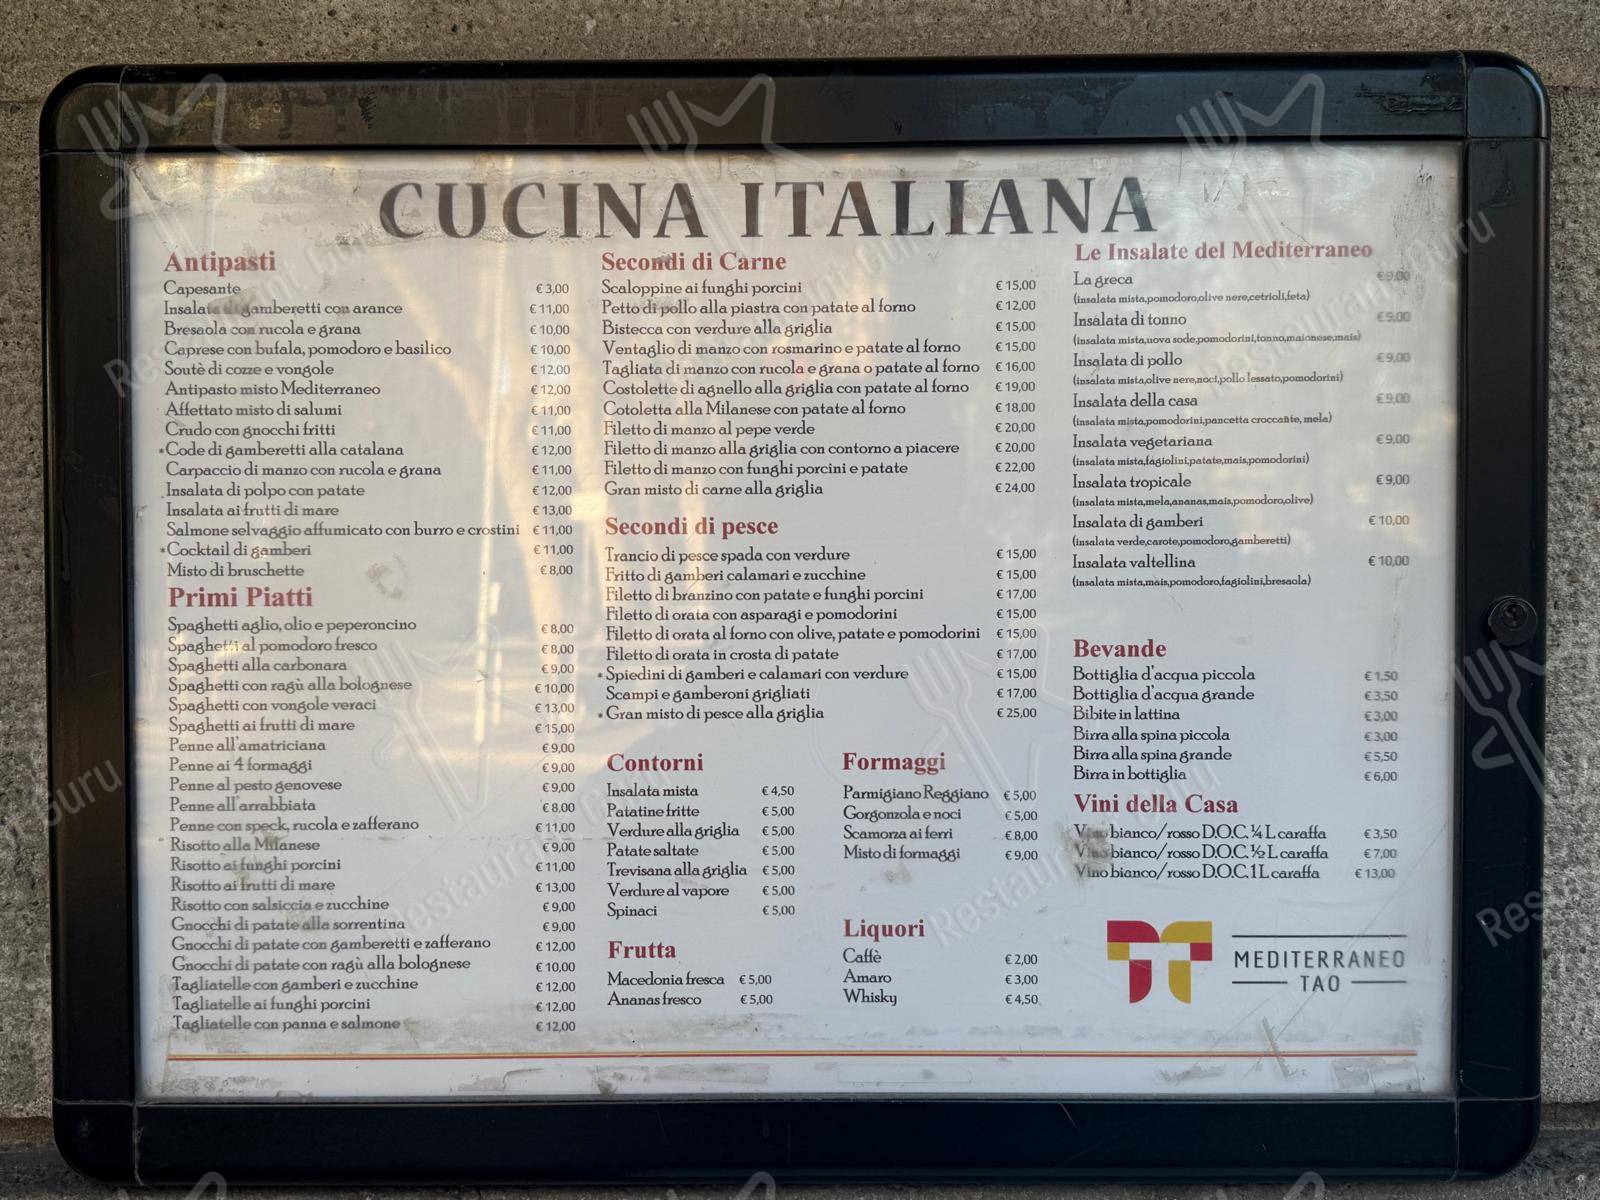 CUCINA ITALIANA
Antipasti
Capesante € 3,00
Insalata di gamberetti con arance € 11,00
Bresaola con rucola e grana € 10,00
Caprese con bufala, pomodoro e basilico € 10,00
Soutè di cozze e vongole € 12,00
Antipasto misto Mediterraneo € 12,00
Affettato misto di salumi € 11,00
Crudo con gnocchi fritti € 11,00
*Code di gamberetti alla catalana € 12,00
Carpaccio di manzo con rucola e grana € 11,00
Insalata di polpo con patate € 12,00
Insalata ai frutti di mare € 13,00
Salmone selvaggio affumicato con burro e crostini € 11,00
*Cocktail di gamberi € 11,00
Misto di bruschette € 8,00
Primi Piatti
Spaghetti aglio, olio e peperoncino € 8,00
Spaghetti al pomodoro fresco € 8,00
Spaghetti alla carbonara € 9,00
Spaghetti con ragù alla bolognese € 10,00
Spaghetti con vongole veraci € 13,00
Spaghetti ai frutti di mare € 15,00
Penne all'amatriciana € 9,00
Penne ai 4 formaggi € 9,00
Penne al pesto genovese € 9,00
Penne all'arrabbiata € 8,00
Penne con speck, rucola e zafferano € 11,00
Risotto alla Milanese € 9,00
Risotto ai funghi porcini € 11,00
Risotto ai frutti di mare € 13,00
Risotto con salsiccia e zucchine € 9,00
Gnocchi di patate alla sorrentina € 9,00
Gnocchi di patate con gamberetti e zafferano € 12,00
Gnocchi di patate con ragù alla bolognese € 10,00
Tagliatelle con gamberi e zucchine € 12,00
Tagliatelle ai funghi porcini € 12,00
Tagliatelle con panna e salmone € 12,00
Secondi di Carne
Scaloppine ai funghi porcini € 15,00
Petto di pollo alla piastra con patate al forno € 12,00
Bistecca con verdure alla griglia € 15,00
Ventaglio di manzo con rosmarino e patate al forno € 15,00
Tagliata di manzo con rucola e grana o patate al forno € 16,00
Costolette di agnello alla griglia con patate al forno € 19,00
Cotoletta alla Milanese con patate al forno € 18,00
Filetto di manzo al pepe verde € 20,00
Filetto di manzo alla griglia con contorno a piacere € 20,00
Filetto di manzo con funghi porcini e patate € 22,00
Gran misto di carne alla griglia € 24,00
Secondi di pesce
Trancio di pesce spada con verdure € 15,00
Fritto di gamberi calamari e zucchine € 15,00
Filetto di branzino con patate e funghi porcini € 17,00
Filetto di orata con asparagi e pomodorini € 15,00
Filetto di orata al forno con olive, patate e pomodorini € 15,00
Filetto di orata in crosta di patate € 17,00
*Spiedini di gamberi e calamari con verdure € 15,00
Scampi e gamberoni grigliati € 17,00
*Gran misto di pesce alla griglia € 25,00
Contorni
Insalata mista € 4,50
Patatine fritte € 5,00
Verdure alla griglia € 5,00
Patate saltate € 5,00
Trevisana alla griglia € 5,00
Verdure al vapore € 5,00
Spinaci € 5,00
Frutta
Macedonia fresca € 5,00
Ananas fresco € 5,00
Formaggi
Parmigiano Reggiano € 5,00
Gorgonzola e noci € 5,00
Scamorza ai ferri € 8,00
Misto di formaggi € 9,00
Liquori
Caffè € 2,00
Amaro € 3,00
Whisky € 4,50
Le Insalate del Mediterraneo
La greca € 9,00
(insalata mista,pomodoro,olive nere,cetrioli,feta)
Insalata di tonno € 9,00
(insalata mista,uova sode,pomodorini,tonno,maionese,mais)
Insalata di pollo € 9,00
(insalata mista,olive nere,noci,pollo lessato,pomodorini)
Insalata della casa € 9,00
(insalata mista,pomodorini,pancetta croccante, mela)
Insalata vegetariana € 9,00
(insalata mista,fagiolini,patate,mais,pomodorini)
Insalata tropicale € 9,00
(insalata mista,mela,ananas,mais,pomodoro,olive)
Insalata di gamberi € 10,00
(insalata verde,carote,pomodoro,gamberetti)
Insalata valtellina € 10,00
(insalata mista,mais,pomodoro,fagiolini,bresaola)
Bevande
Bottiglia d'acqua piccola € 1,50
Bottiglia d'acqua grande € 3,50
Bibite in lattina € 3,00
Birra alla spina piccola € 3,00
Birra alla spina grande € 5,50
Birra in bottiglia € 6,00
Vini della Casa
Vino bianco/rosso D.O.C. ¼ L caraffa € 3,50
Vino bianco/rosso D.O.C. ½ L caraffa € 7,00
Vino bianco/rosso D.O.C. 1 L caraffa € 13,00
MEDITERRANEO
TAO
Restaurant Guru